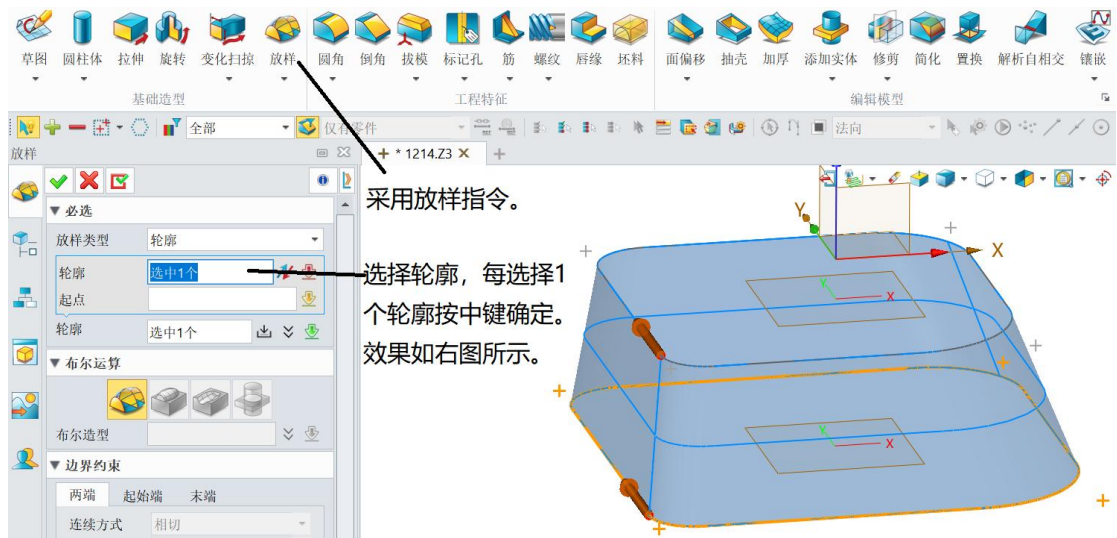 草图 圆柱体 拉伸 旋转 变化扫掠 放样 圆角 倒角 拔模 标记孔 筋 螺纹 唇缘 坯料 面偏移 抽壳 加厚 添加实体 修剪 简化 置换 解析自相交 镶嵌
基础造型 工程特征 编辑模型
全部 仅有零件 法向
放样 * 1214.Z3
采用放样指令。
必选
放样类型 轮廓
轮廓 选中1个
起点
轮廓 选中1个
选择轮廓，每选择1
个轮廓按中键确定。
效果如右图所示。
布尔运算
布尔造型
边界约束
两端 起始端 末端
连续方式 相切
Y X
Y X
Y X